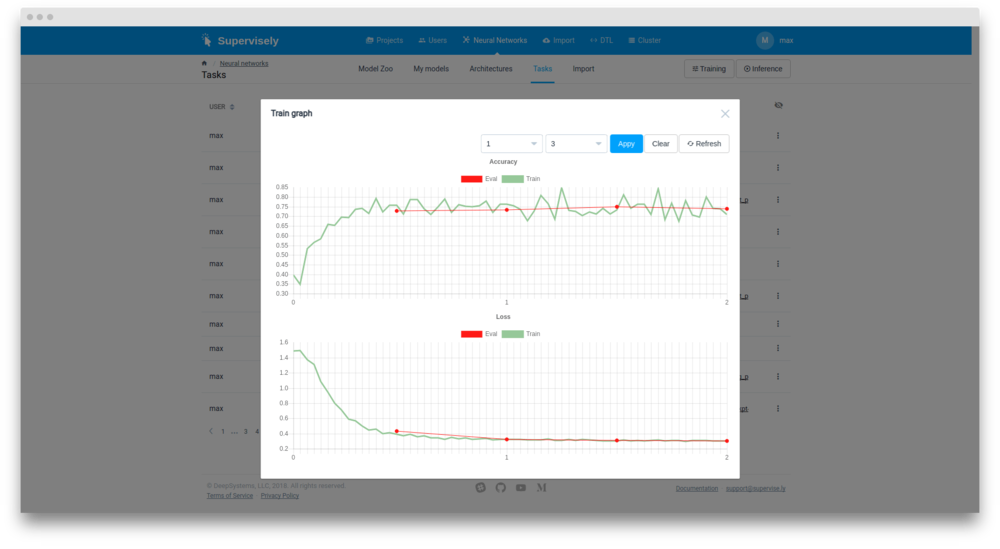 Supervisely
Projects
Users
Neural Networks
Import
DTL
Cluster
M
max
Neural networks
Tasks
Model Zoo
My models
Architectures
Tasks
Import
Training
Inference
USER
max
max
max
max
max
max
max
max
max
max
1 .... 3 4
Train graph
1
3
Appy
Clear
Refresh
Accuracy
Eval
Train
0.85
0.80
0.75
0.70
0.65
0.60
0.55
0.50
0.45
0.40
0.35
0.30
0 1 2
Loss
Eval
Train
1.6
1.4
1.2
1.0
0.8
0.6
0.4
0.2
0 1 2
© DeepSystems, LLC, 2018. All rights reserved.
Terms of Service · Privacy Policy
Documentation · support@supervise.ly